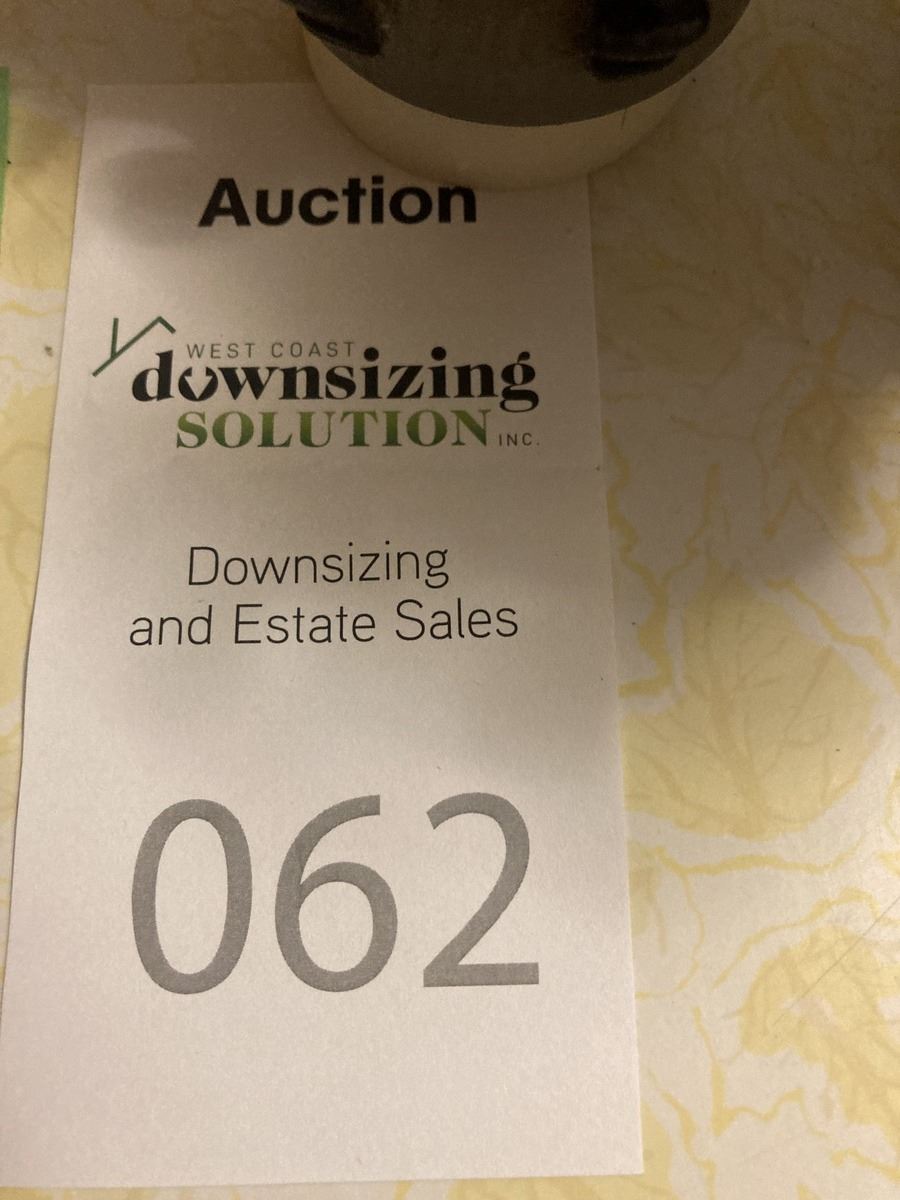 Auction
WEST COAST
downsizing
SOLUTION INC.
Downsizing
and Estate Sales
062